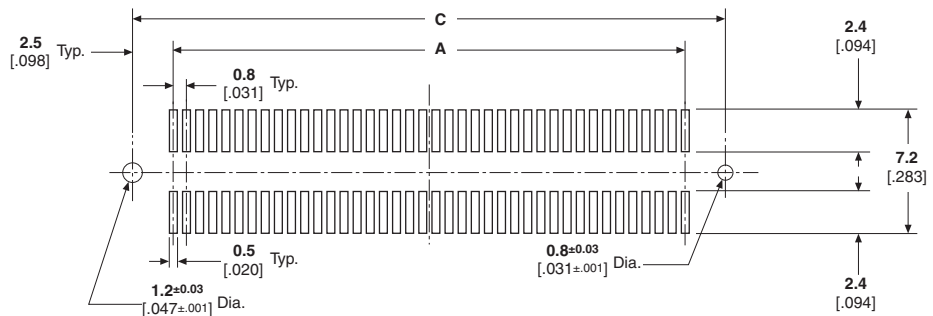 C
2.5
[.098] Typ.
A
2.4
[.094]
0.8
[.031] Typ.
7.2
[.283]
0.5
[.020] Typ.
0.8±0.03
[.031±.001] Dia.
1.2±0.03
[.047±.001] Dia.
2.4
[.094]